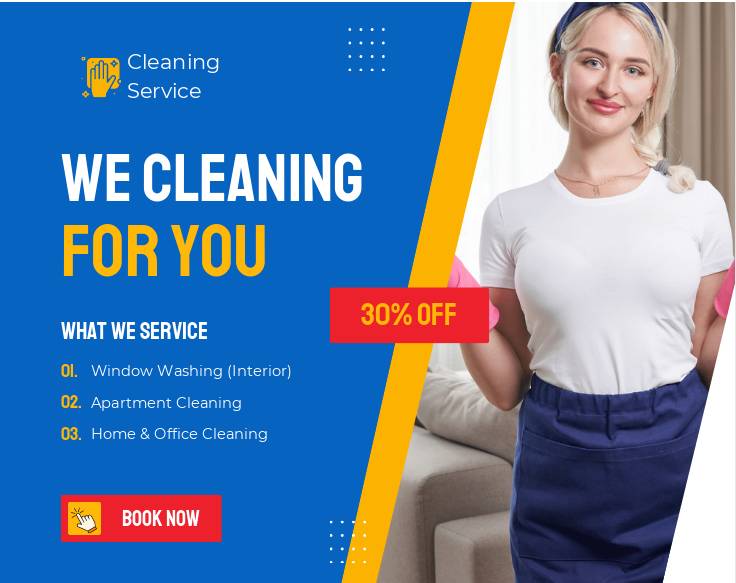 Cleaning
Service
WE CLEANING
FOR YOU
30% OFF
WHAT WE SERVICE
01. Window Washing (Interior)
02. Apartment Cleaning
03. Home & Office Cleaning
BOOK NOW